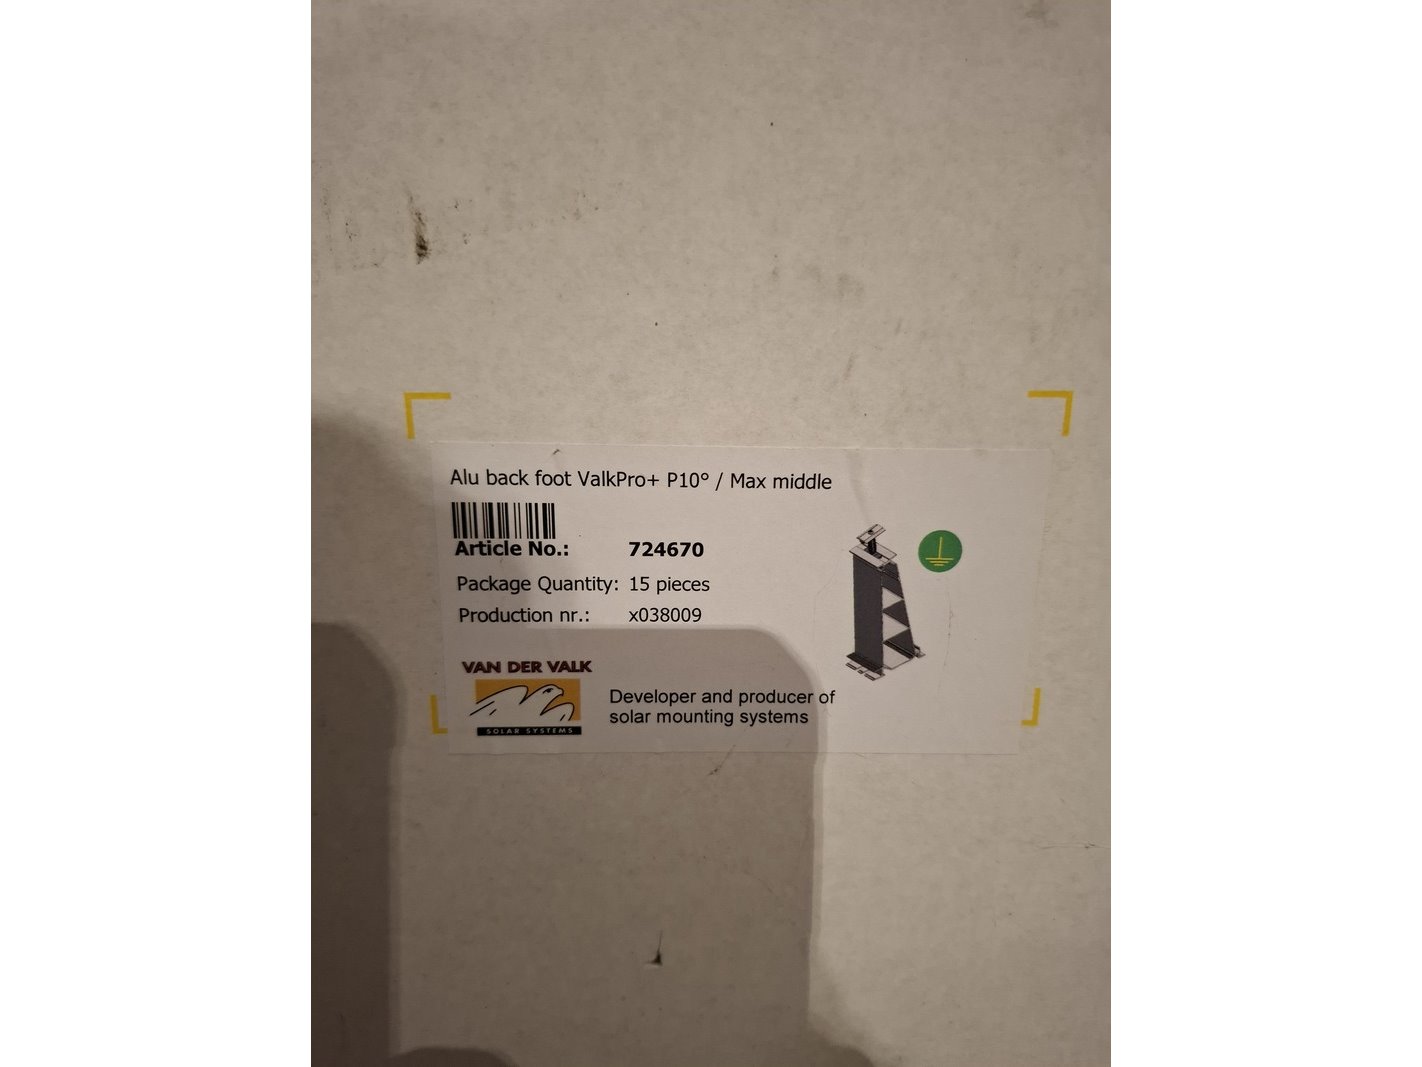 Alu back foot ValkPro+ P10° / Max middle
Article No.: 724670
Package Quantity: 15 pieces
Production nr.: x038009
VAN DER VALK
SOLAR SYSTEMS
Developer and producer of
solar mounting systems